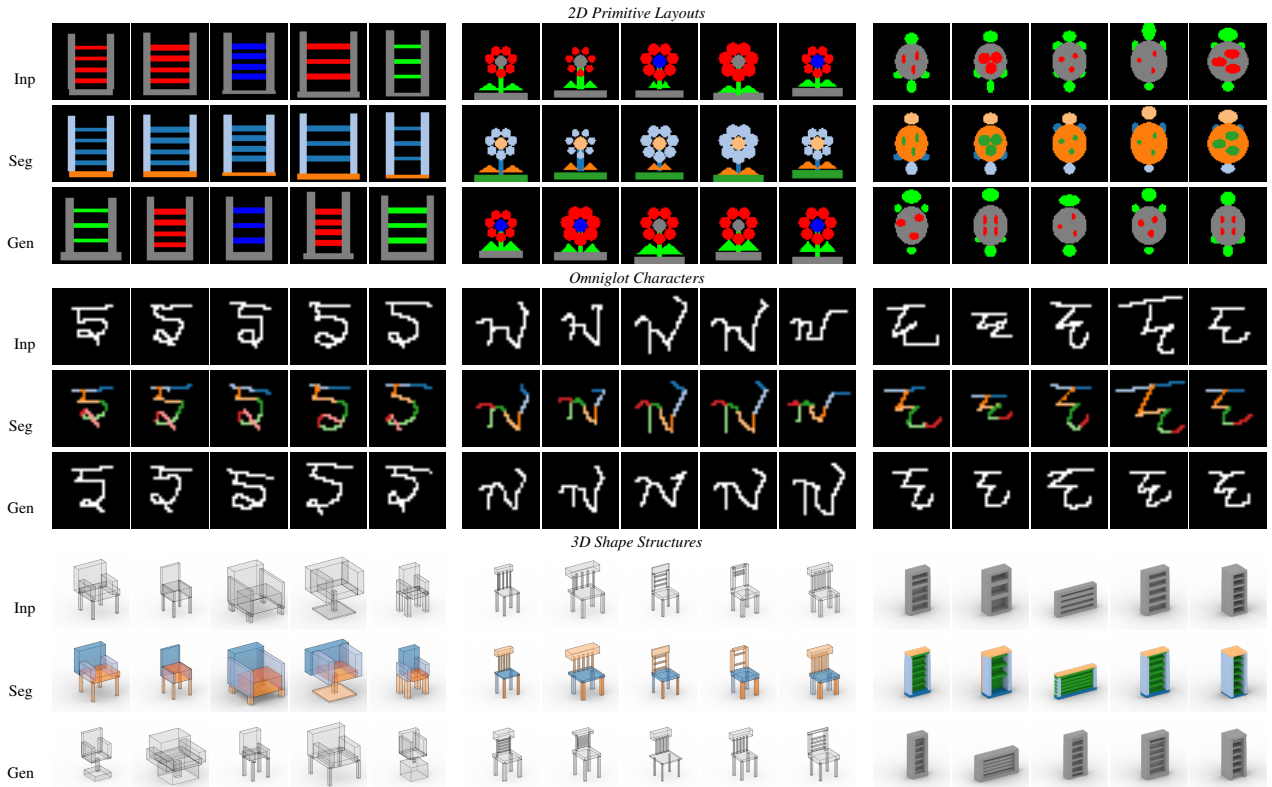 2D Primitive Layouts
Inp
Seg
Gen
Omniglot Characters
Inp
Seg
Gen
3D Shape Structures
Inp
Seg
Gen